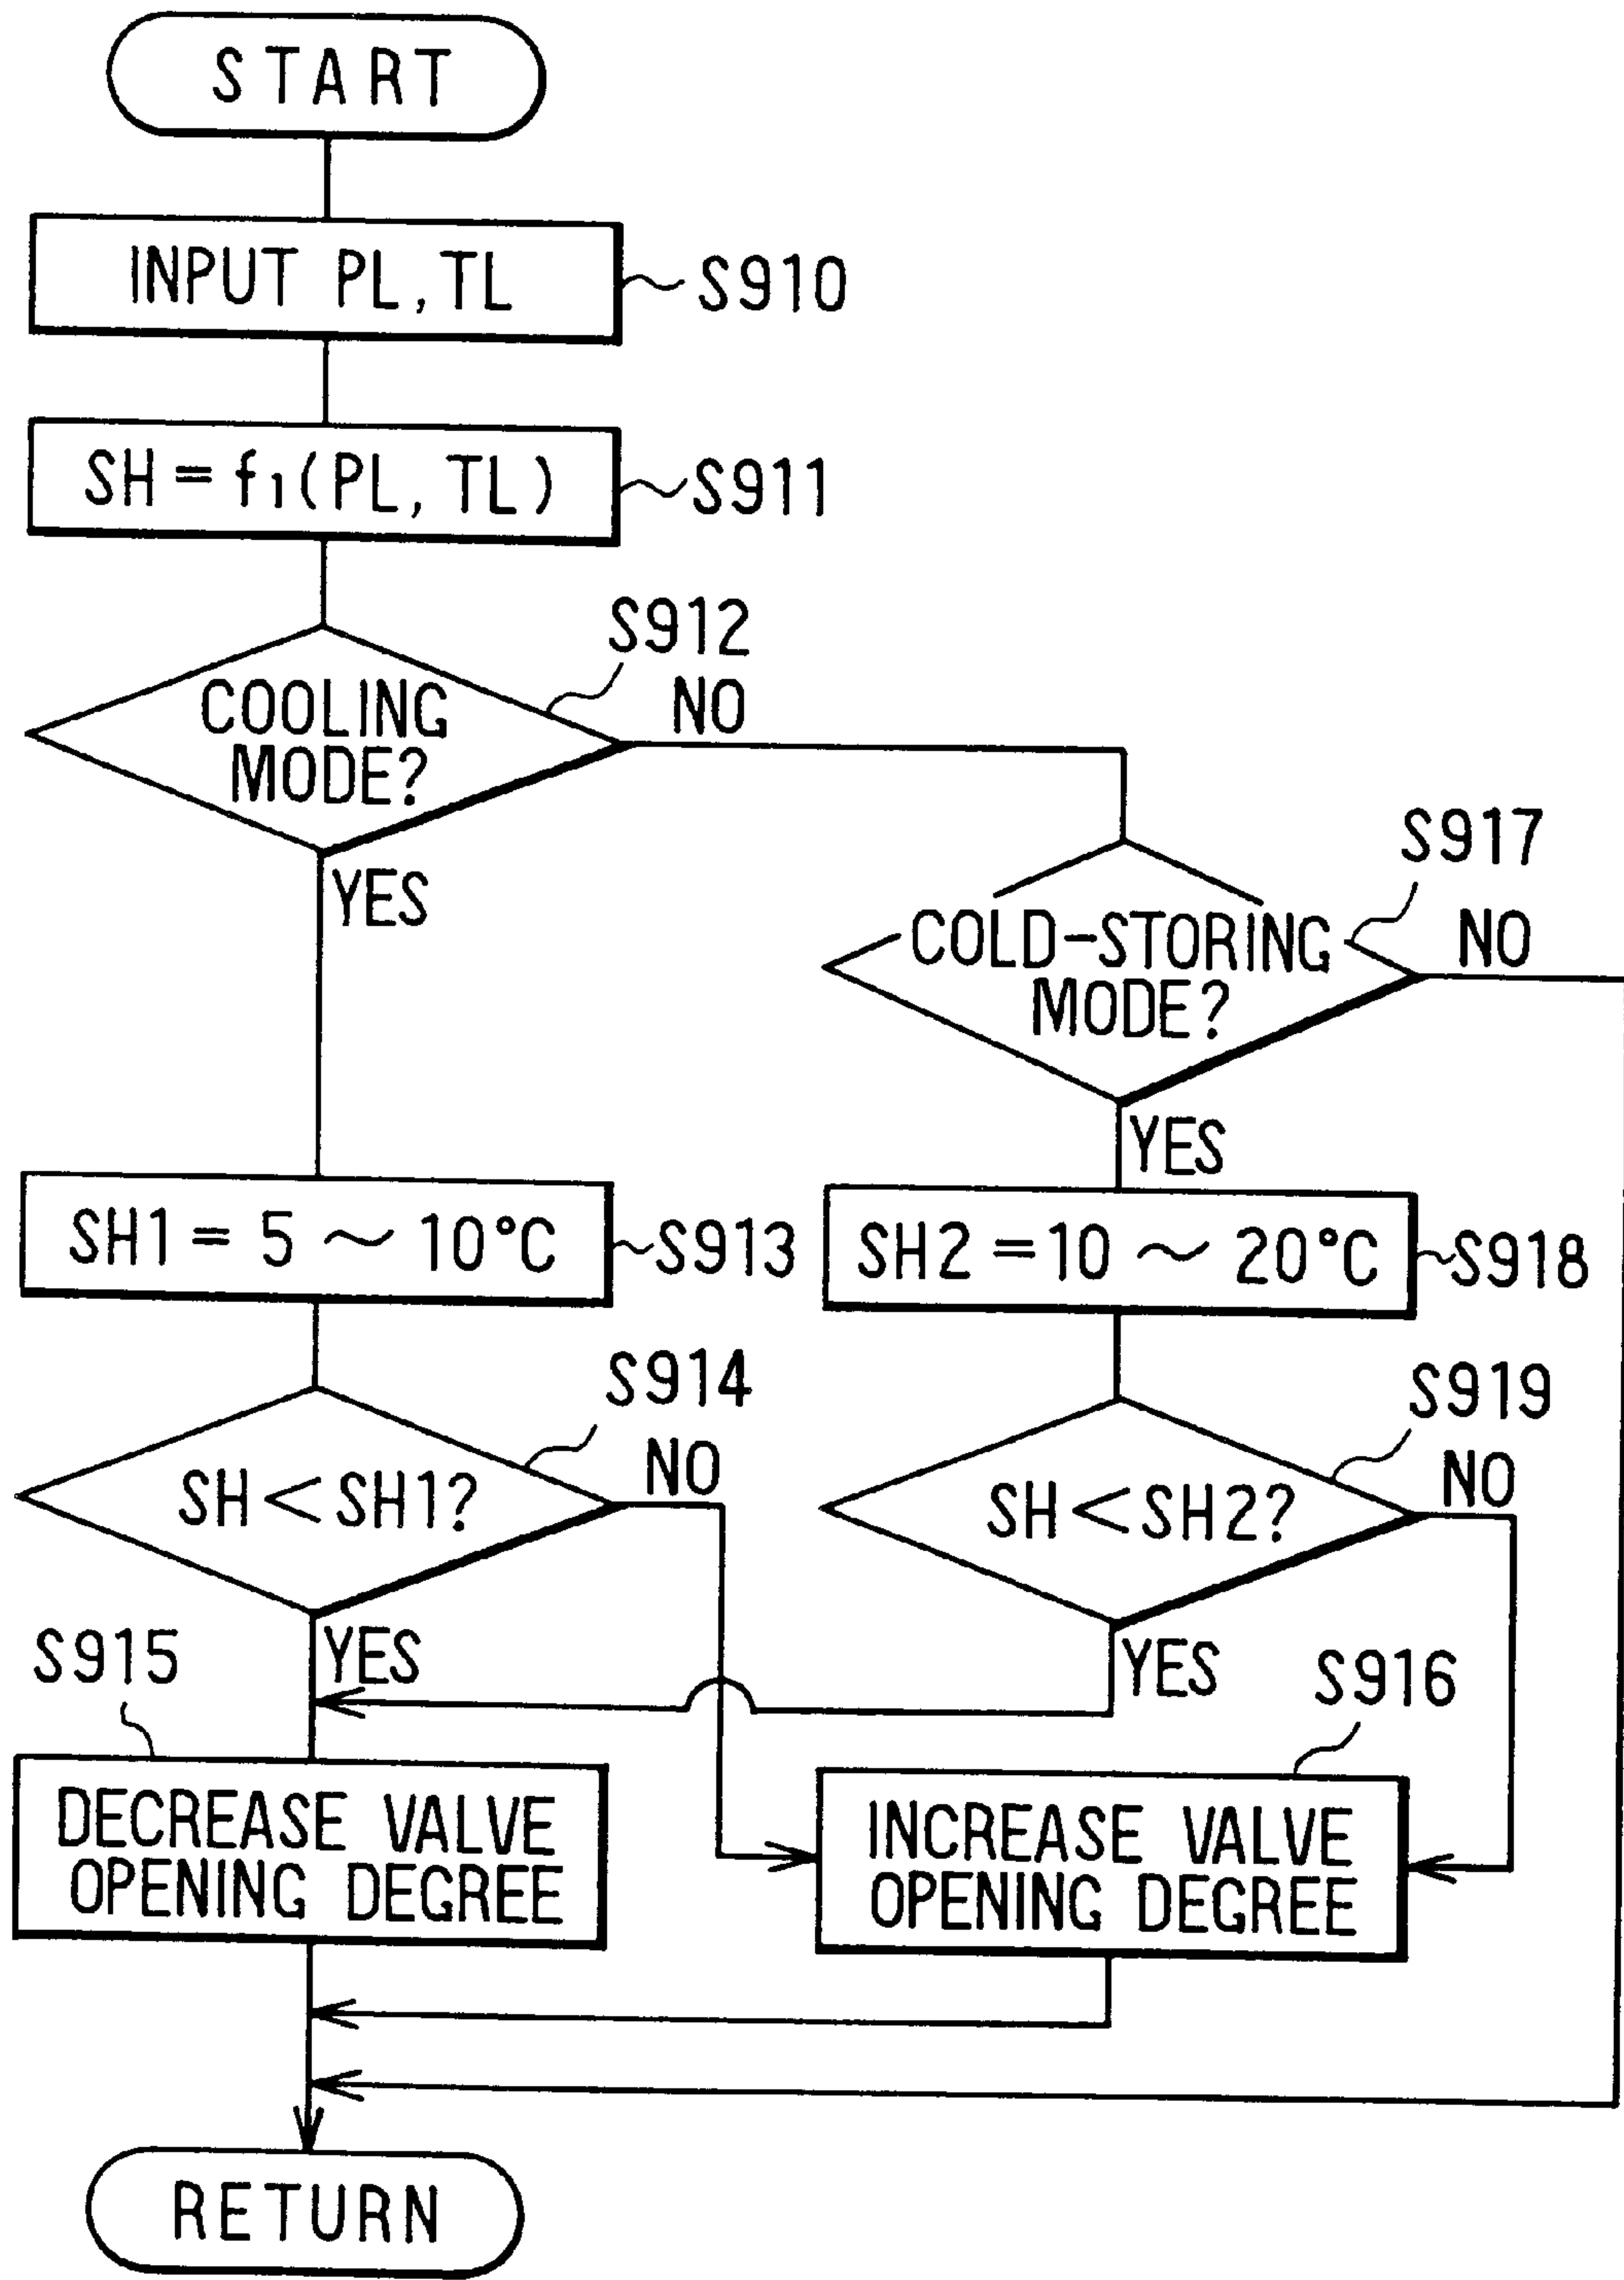 START
INPUT PL, TL
S910
SH = f1(PL, TL)
S911
S912
COOLING
MODE?
NO
YES
S917
COLD-STORING
MODE?
NO
YES
SH1 = 5 ~ 10°C
S913
SH2 = 10 ~ 20°C
S918
S914
SH < SH1?
NO
YES
S919
SH < SH2?
NO
YES
S915
DECREASE VALVE
OPENING DEGREE
S916
INCREASE VALVE
OPENING DEGREE
RETURN